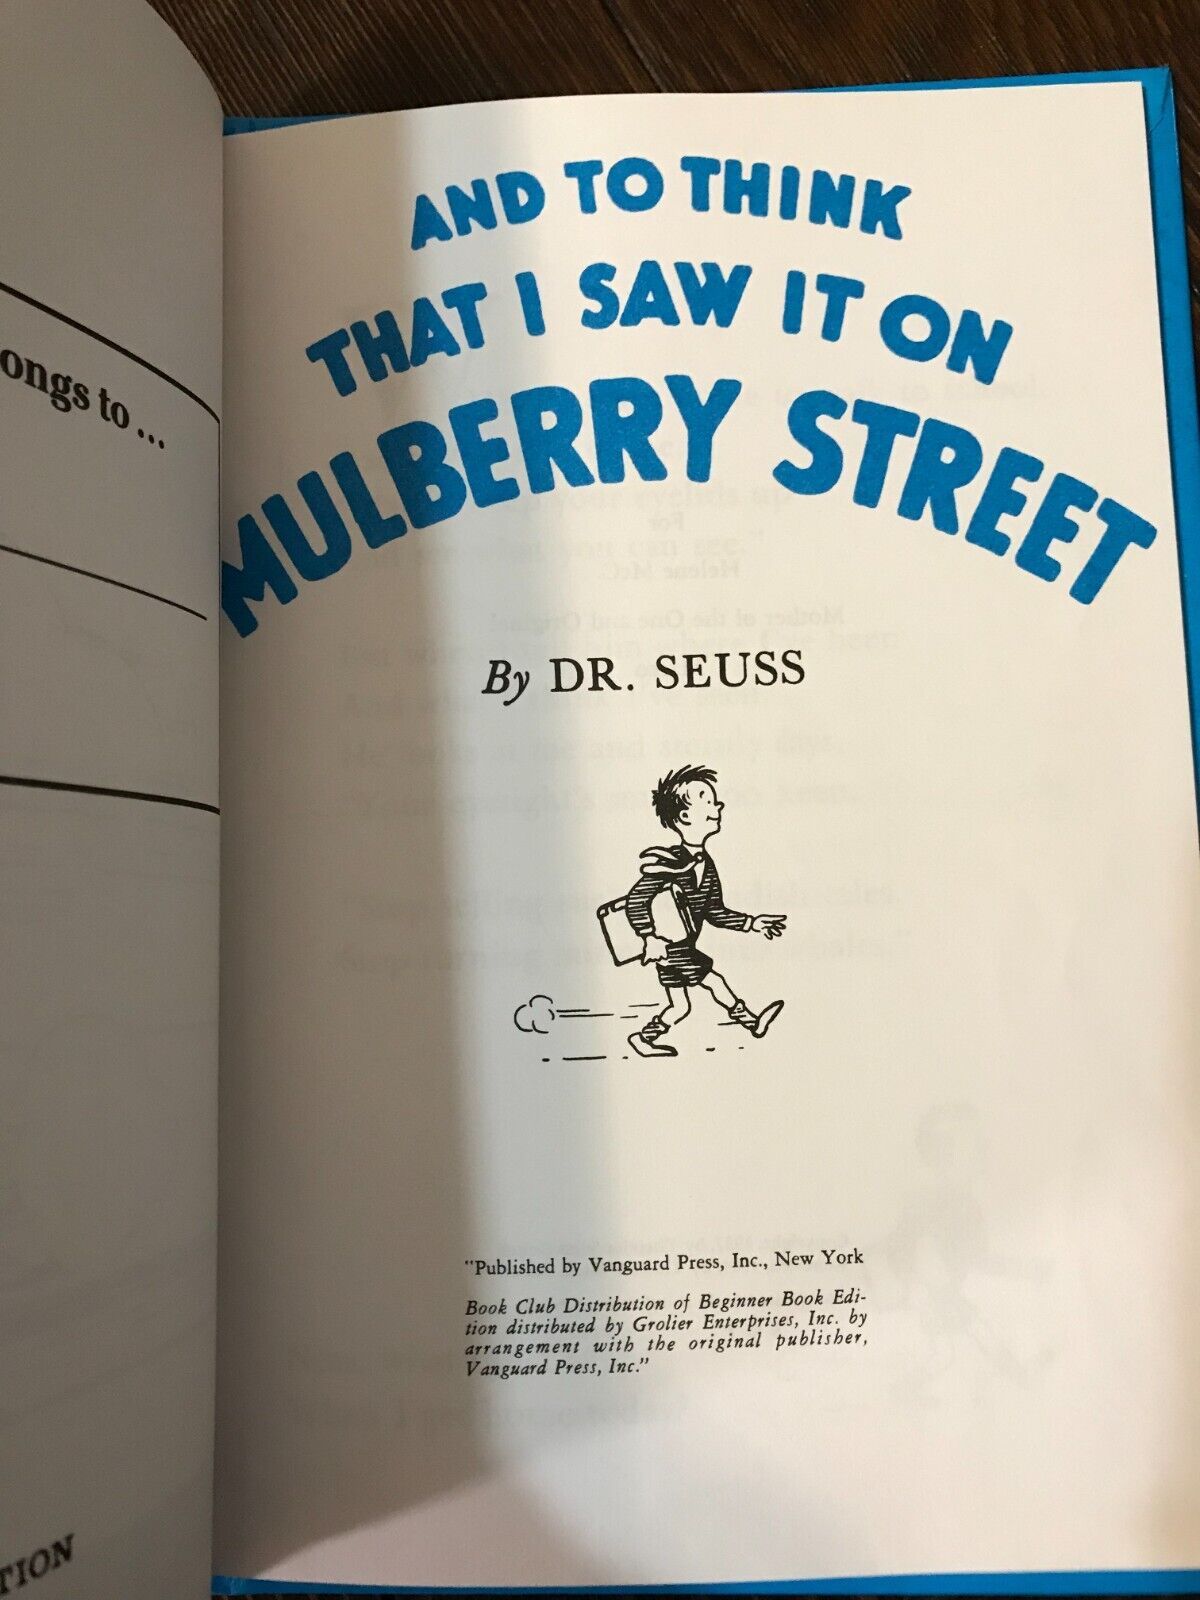 ongs to ...
TION
AND TO THINK
THAT I SAW IT ON
MULBERRY STREET
By DR. SEUSS
"Published by Vanguard Press, Inc., New York
Book Club Distribution of Beginner Book Edi-
tion distributed by Grolier Enterprises, Inc. by
arrangement with the original publisher,
Vanguard Press, Inc."